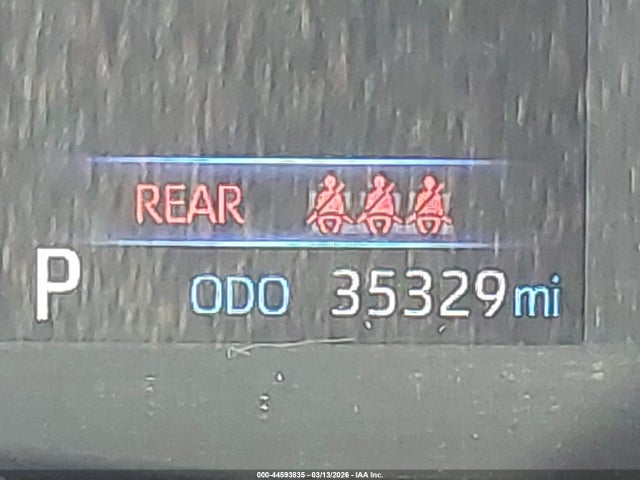 REAR
P ODO 35329 mi
000-44593835 - 03/13/2026 - IAA Inc.